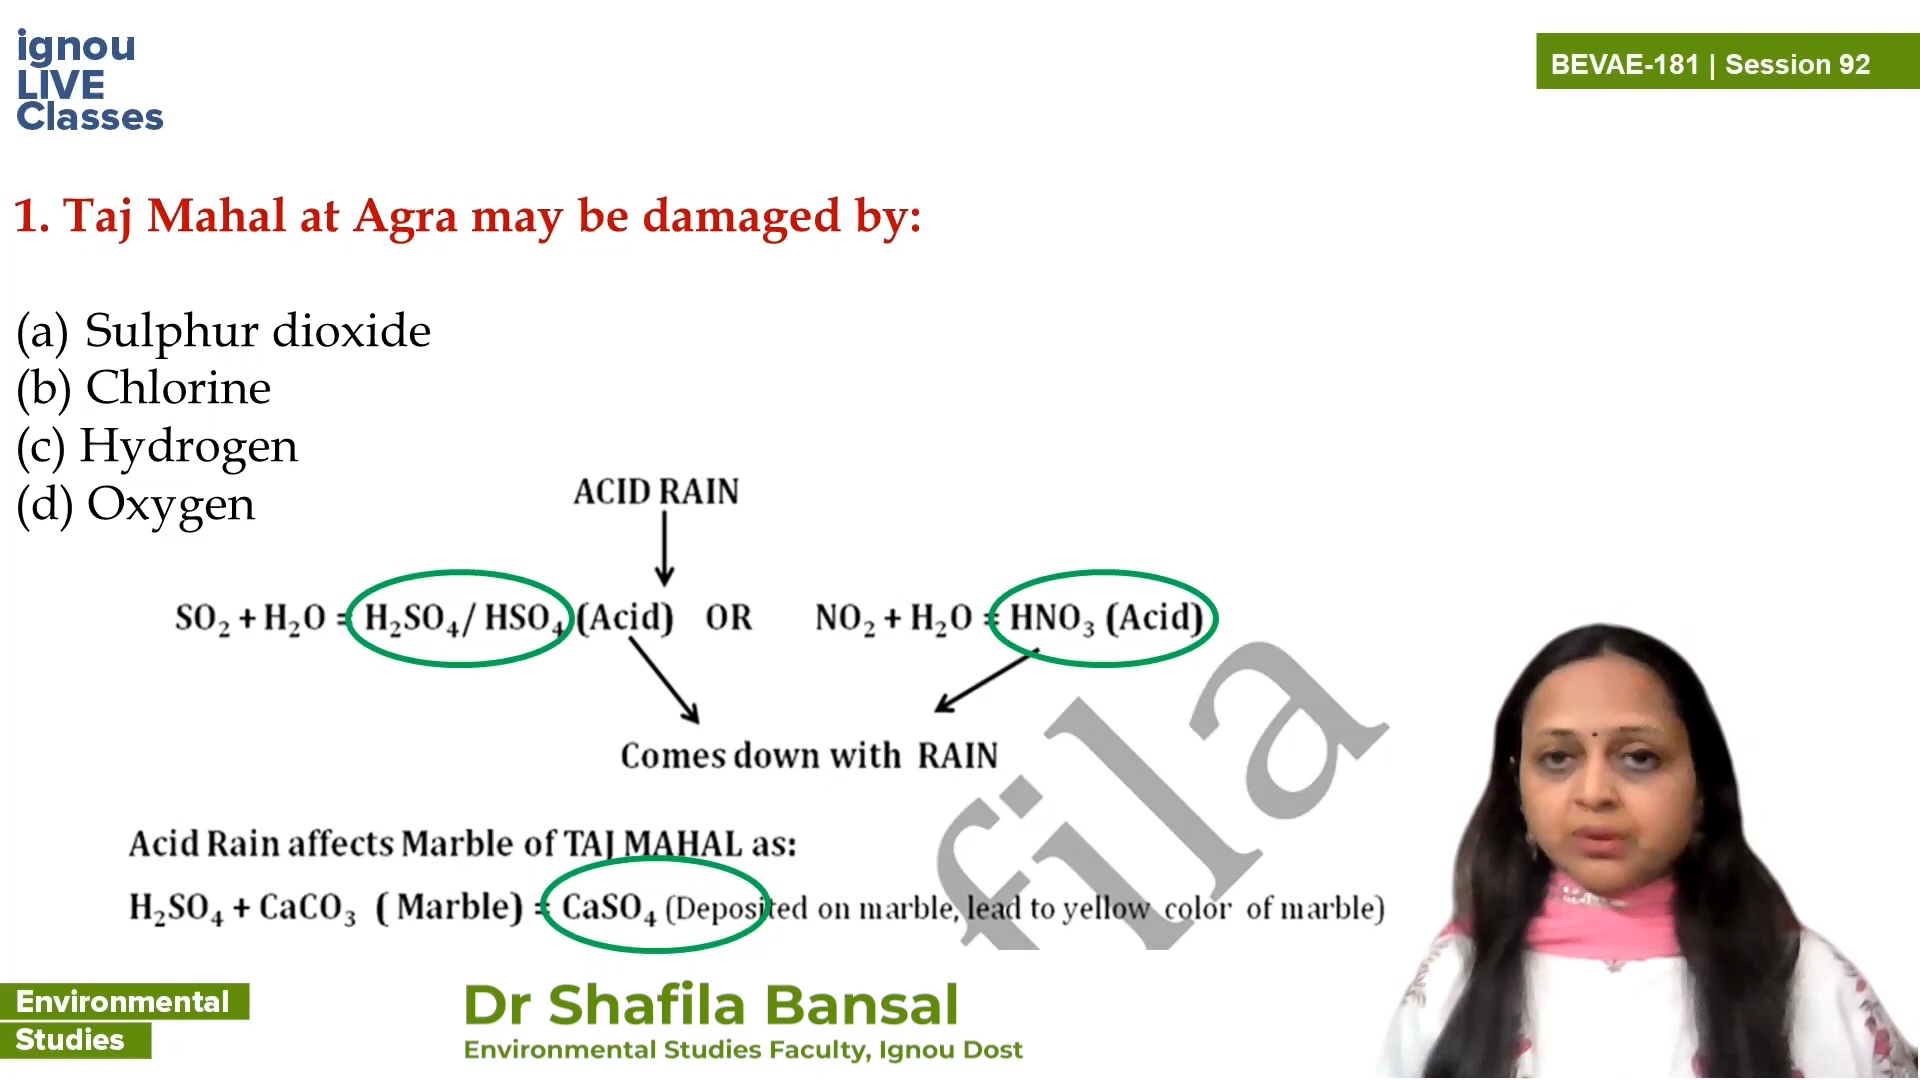 ignou
LIVE
Classes
BEVAE-181 | Session 92
1. Taj Mahal at Agra may be damaged by:
(a) Sulphur dioxide
(b) Chlorine
(c) Hydrogen
(d) Oxygen
ACID RAIN
SO₂ + H₂O = H₂SO₄/ HSO₄ (Acid) OR NO₂ + H₂O = HNO₃ (Acid)
Comes down with RAIN
Acid Rain affects Marble of TAJ MAHAL as:
H₂SO₄ + CaCO₃ ( Marble) = CaSO₄ (Deposited on marble, lead to yellow color of marble)
fila
Environmental
Studies
Dr Shafila Bansal
Environmental Studies Faculty, Ignou Dost